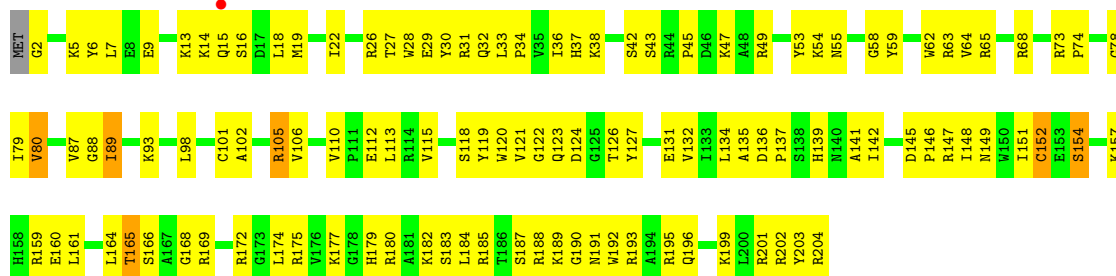 MET G2 K5 Y6 L7 E8 E9 K13 K14 Q15 S16 D17 L18 M19 I22 R26 T27 W28 E29 Y30 R31 Q32 L33 P34 V35 I36 H37 K38 S42 S43 R44 P45 D46 K47 A48 R49 Y53 K54 N55 G58 Y59 W62 R63 V64 R65 R68 R73 P74 G78
I79 V80 V87 G88 I89 K93 L98 C101 A102 R105 V106 V110 P111 E112 L113 R114 V115 S118 Y119 W120 V121 G122 Q123 D124 G125 T126 Y127 E131 V132 I133 L134 A135 D136 P137 S138 H139 N140 A141 I142 D145 P146 R147 I148 N149 W150 I151 C152 E153 S154 K157
H158 R159 E160 L161 L164 T165 S166 A167 G168 R169 R172 G173 L174 R175 V176 K177 G178 H179 R180 A181 K182 S183 L184 R185 T186 S187 R188 K189 G190 N191 W192 R193 A194 R195 Q196 K199 L200 R201 R202 Y203 R204